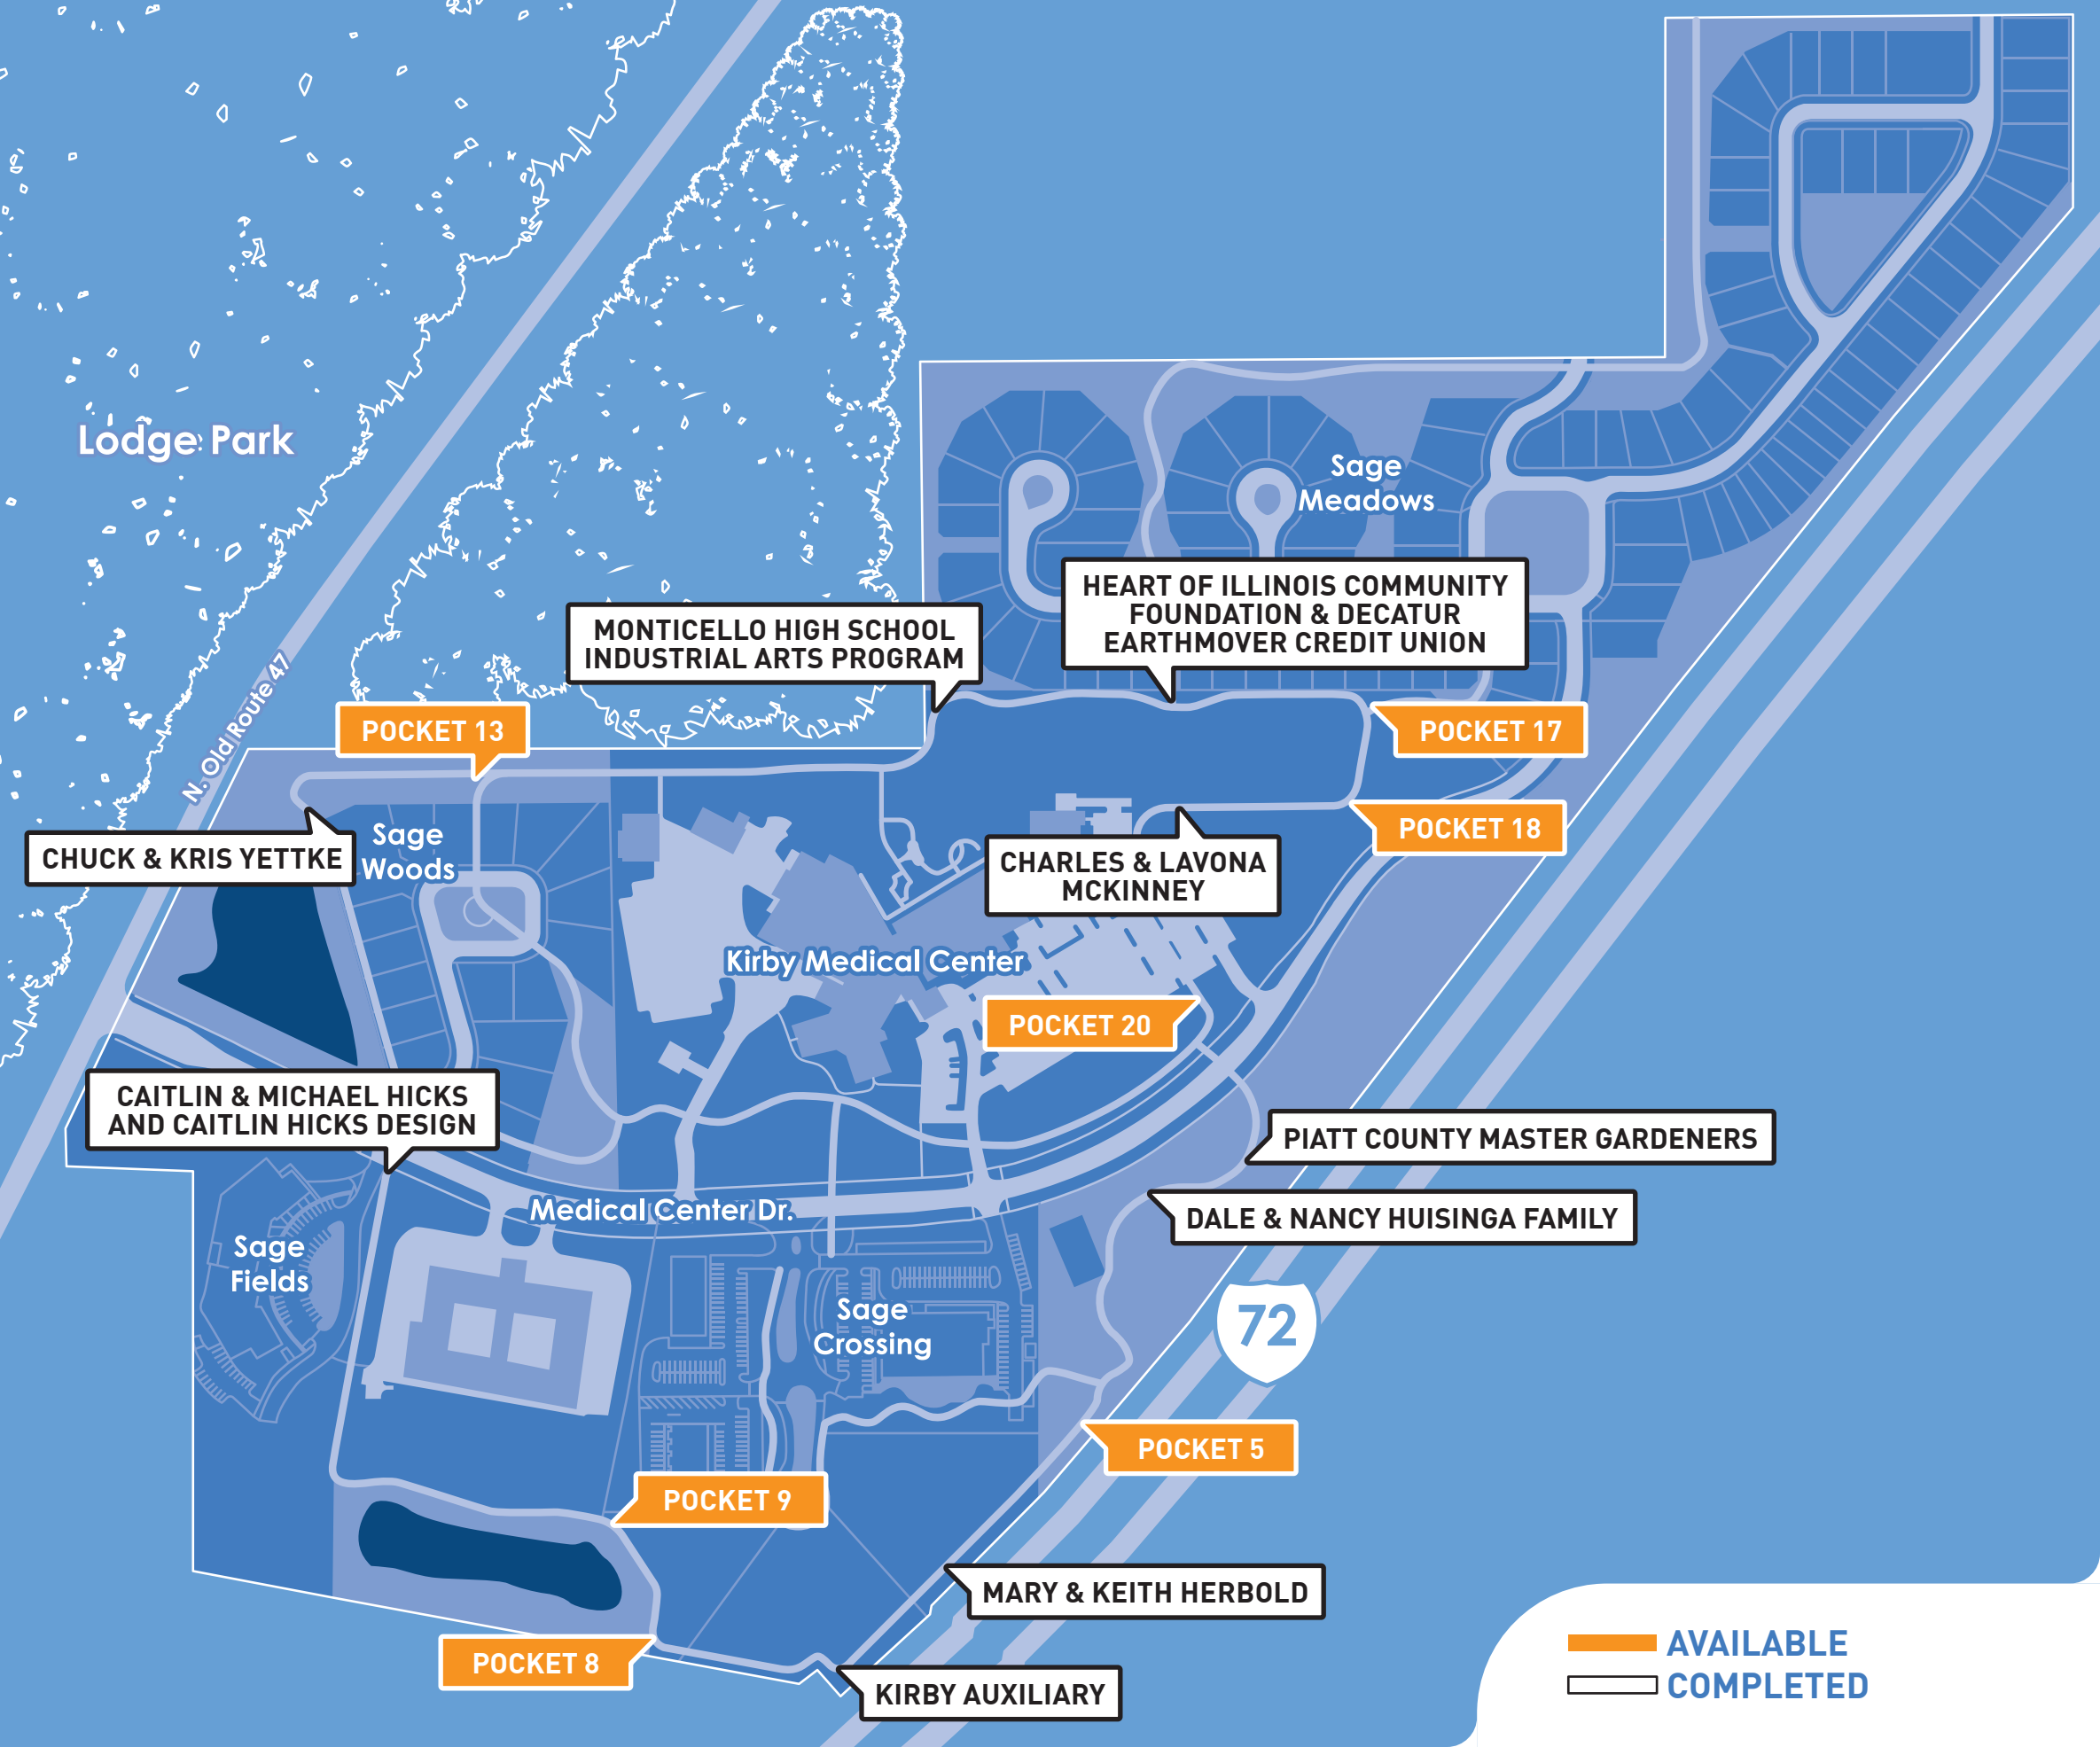 Lodge Park
Sage
Meadows
HEART OF ILLINOIS COMMUNITY
FOUNDATION & DECATUR
EARTHMOVER CREDIT UNION
MONTICELLO HIGH SCHOOL
INDUSTRIAL ARTS PROGRAM
N. Old Route 47
POCKET 13
POCKET 17
POCKET 18
CHUCK & KRIS YETTKE
Sage
Woods
CHARLES & LAVONA
MCKINNEY
Kirby Medical Center
POCKET 20
CAITLIN & MICHAEL HICKS
AND CAITLIN HICKS DESIGN
PIATT COUNTY MASTER GARDENERS
Medical Center Dr.
DALE & NANCY HUISINGA FAMILY
Sage
Fields
Sage
Crossing
72
POCKET 5
POCKET 9
MARY & KEITH HERBOLD
POCKET 8
KIRBY AUXILIARY
AVAILABLE
COMPLETED